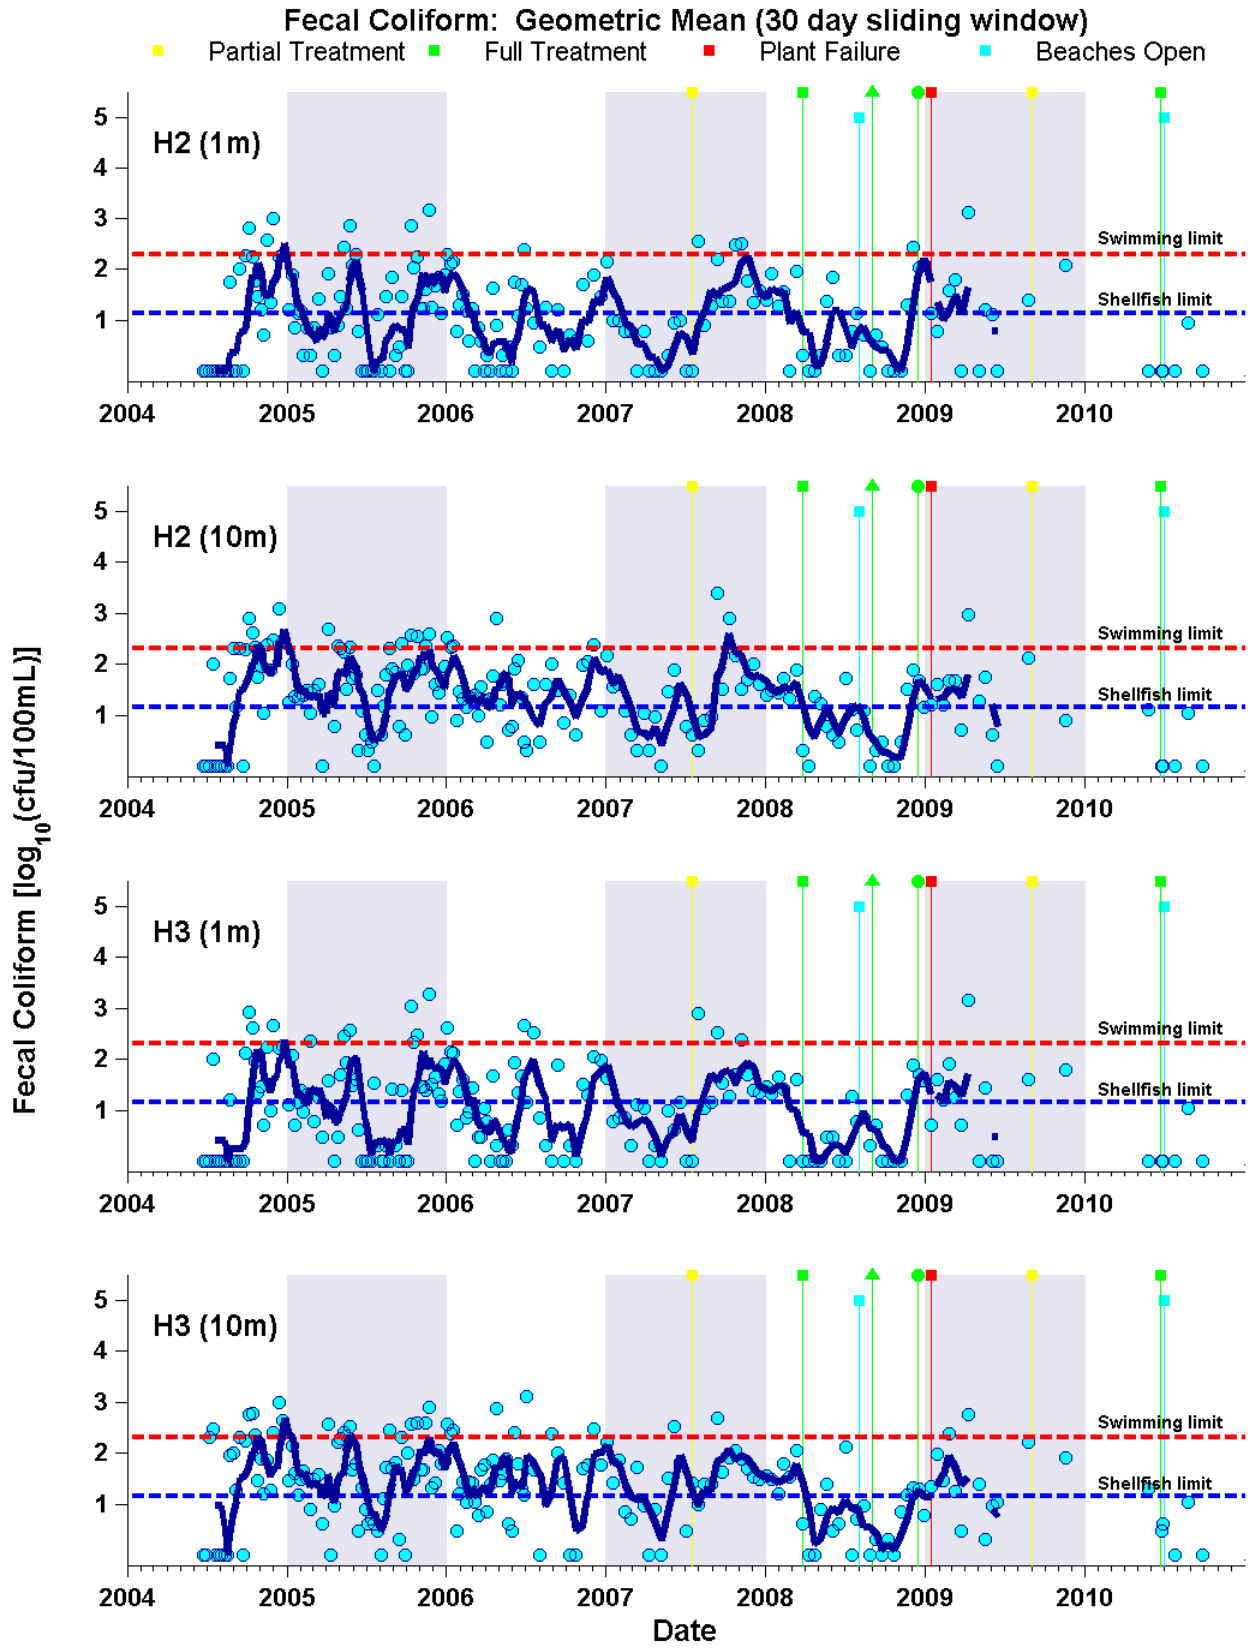 Fecal Coliform: Geometric Mean (30 day sliding window)
Partial Treatment Full Treatment Plant Failure Beaches Open
H2 (1m)
5
4
3
2
1
Swimming limit
Shellfish limit
2004 2005 2006 2007 2008 2009 2010
H2 (10m)
5
4
3
2
1
Swimming limit
Shellfish limit
2004 2005 2006 2007 2008 2009 2010
Fecal Coliform [log10(cfu/100mL)]
H3 (1m)
5
4
3
2
1
Swimming limit
Shellfish limit
2004 2005 2006 2007 2008 2009 2010
H3 (10m)
5
4
3
2
1
Swimming limit
Shellfish limit
2004 2005 2006 2007 2008 2009 2010
Date